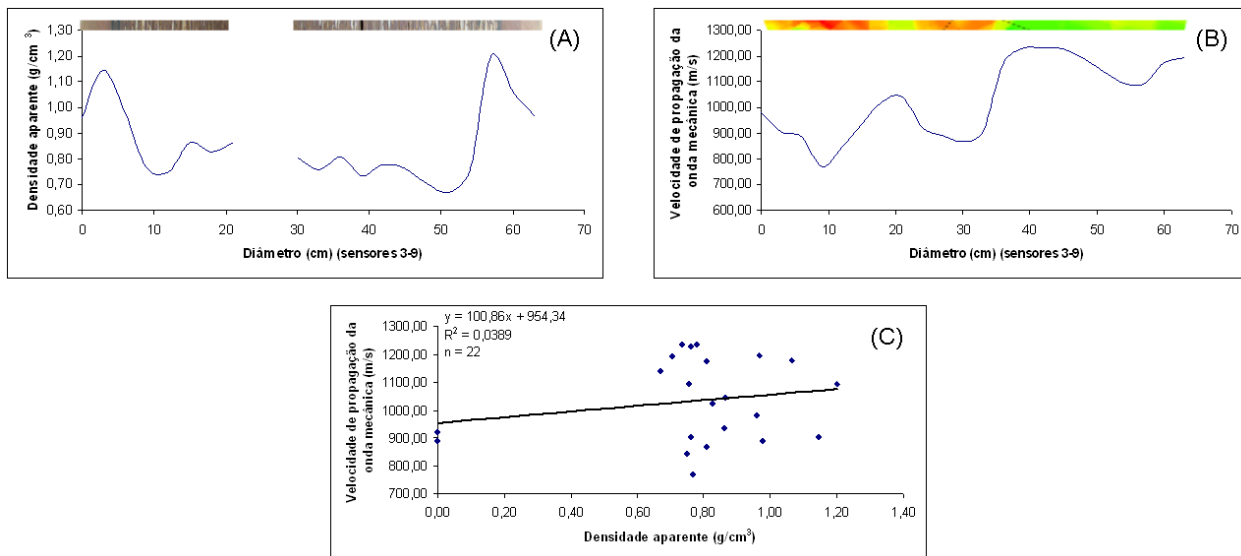 (A)
Densidade aparente (g/cm³)
1,30
1,20
1,10
1,00
0,90
0,80
0,70
0,60
0 10 20 30 40 50 60 70
Diâmetro (cm) (sensores 3-9)
(B)
Velocidade de propagação da
onda mecânica (m/s)
1300,00
1200,00
1100,00
1000,00
900,00
800,00
700,00
600,00
0 10 20 30 40 50 60 70
Diâmetro (cm) (sensores 3-9)
y = 100,86x + 954,34
R² = 0,0389
n = 22
(C)
Velocidade de propagação da
onda mecânica (m/s)
1300,00
1200,00
1100,00
1000,00
900,00
800,00
700,00
0,00 0,20 0,40 0,60 0,80 1,00 1,20 1,40
Densidade aparente (g/cm³)